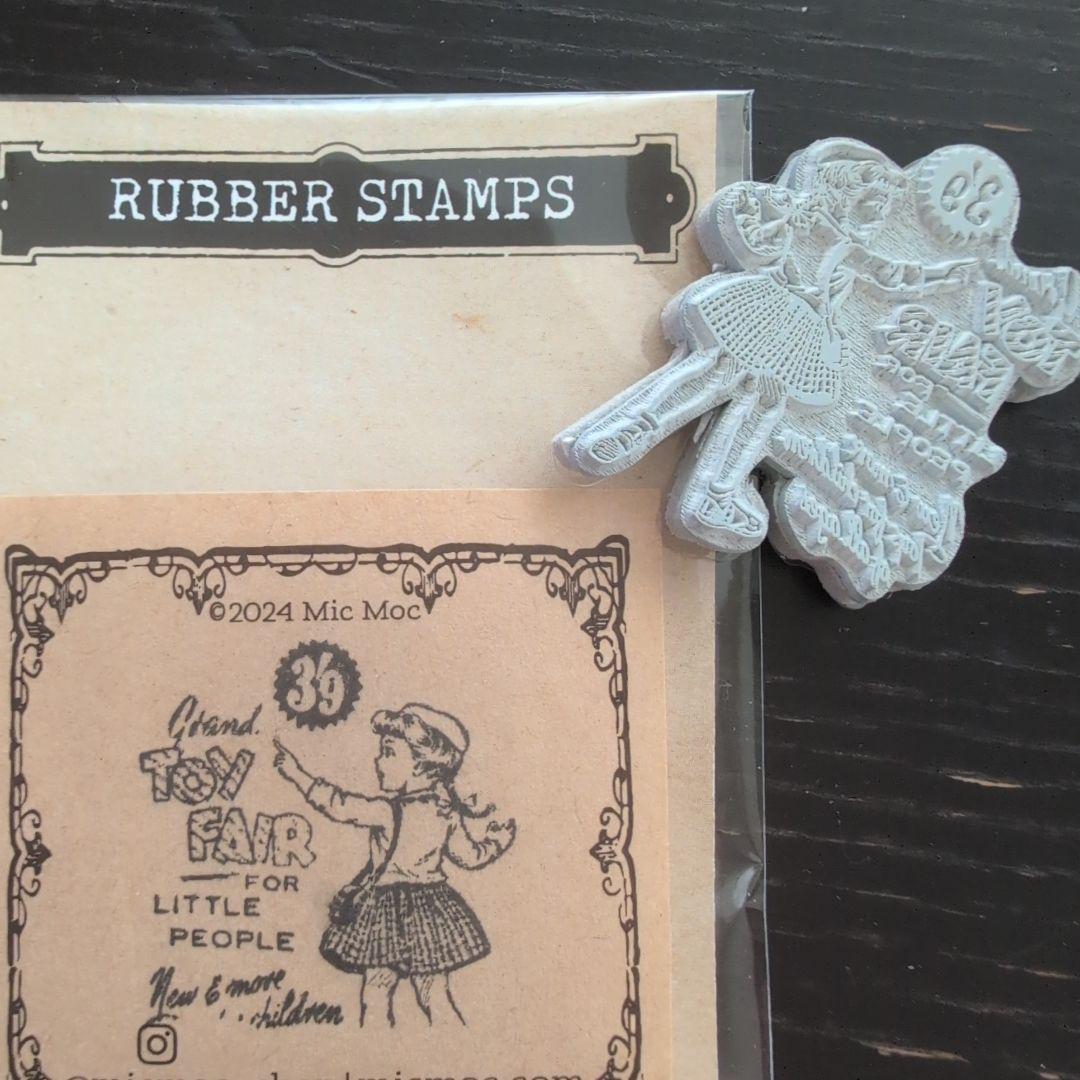 RUBBER STAMPS
©2024 Mic Moc
3'9
Grand
TOY
FAIR
FOR
LITTLE
PEOPLE
New & more
children